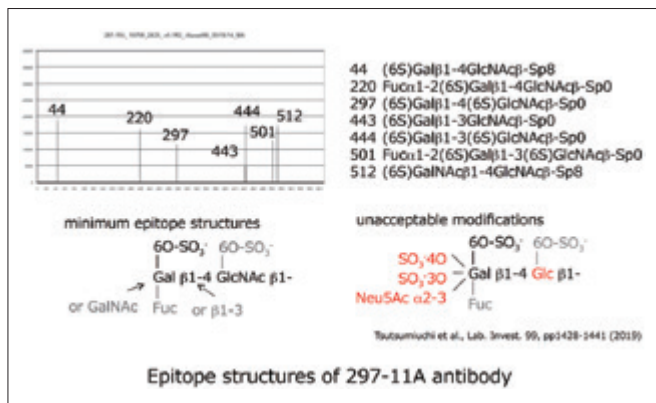 44 (6S)Galβ1-4GlcNAcβ-Sp8
220 Fucα1-2(6S)Galβ1-4GlcNAcβ-Sp0
297 (6S)Galβ1-4(6S)GlcNAcβ-Sp0
443 (6S)Galβ1-3GlcNAcβ-Sp0
444 (6S)Galβ1-3(6S)GlcNAcβ-Sp0
501 Fucα1-2(6S)Galβ1-3(6S)GlcNAcβ-Sp0
512 (6S)GalNAcβ1-4GlcNAcβ-Sp8
44
220
297
443
444
501
512
minimum epitope structures
6O-SO₃⁻ 6O-SO₃⁻
Gal β1-4 GlcNAc β1-
or GalNAc Fuc or β1-3
unacceptable modifications
6O-SO₃⁻ 6O-SO₃⁻
SO₃⁻4O
SO₃⁻3O Gal β1-4 Glc β1-
Neu5Ac α2-3
Fuc
Tsutsumiuchi et al., Lab. Invest. 99, pp1428-1441 (2019)
Epitope structures of 297-11A antibody